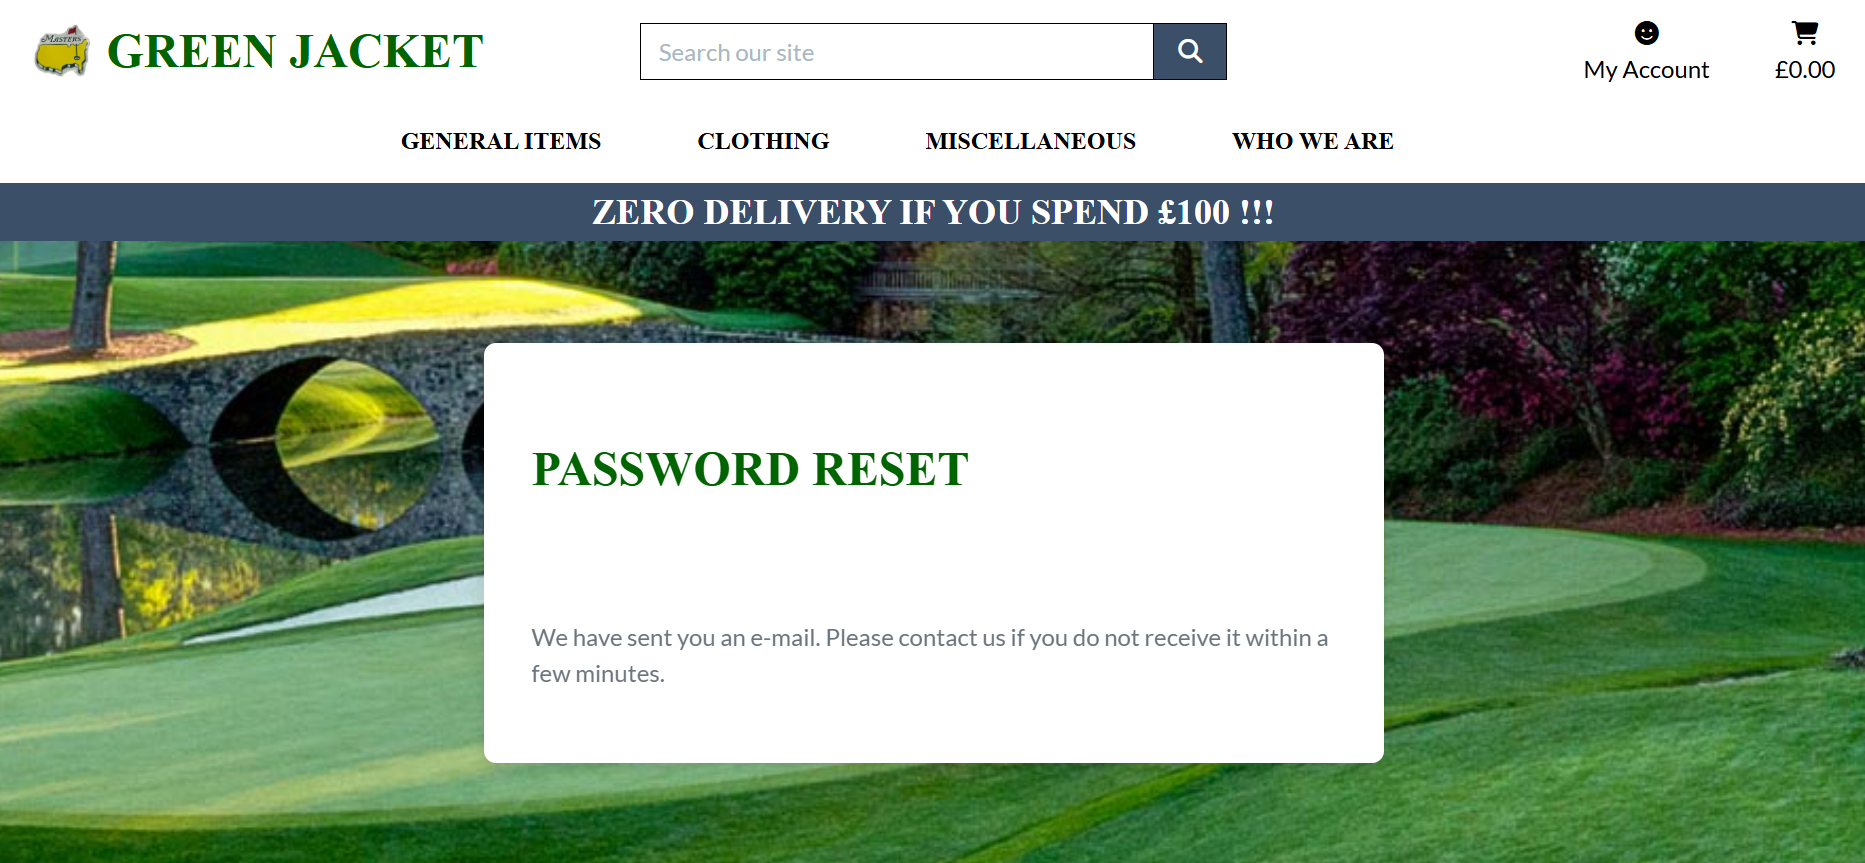 Masters
GREEN JACKET
Search our site
My Account
£0.00
GENERAL ITEMS
CLOTHING
MISCELLANEOUS
WHO WE ARE
ZERO DELIVERY IF YOU SPEND £100 !!!
PASSWORD RESET
We have sent you an e-mail. Please contact us if you do not receive it within a
few minutes.